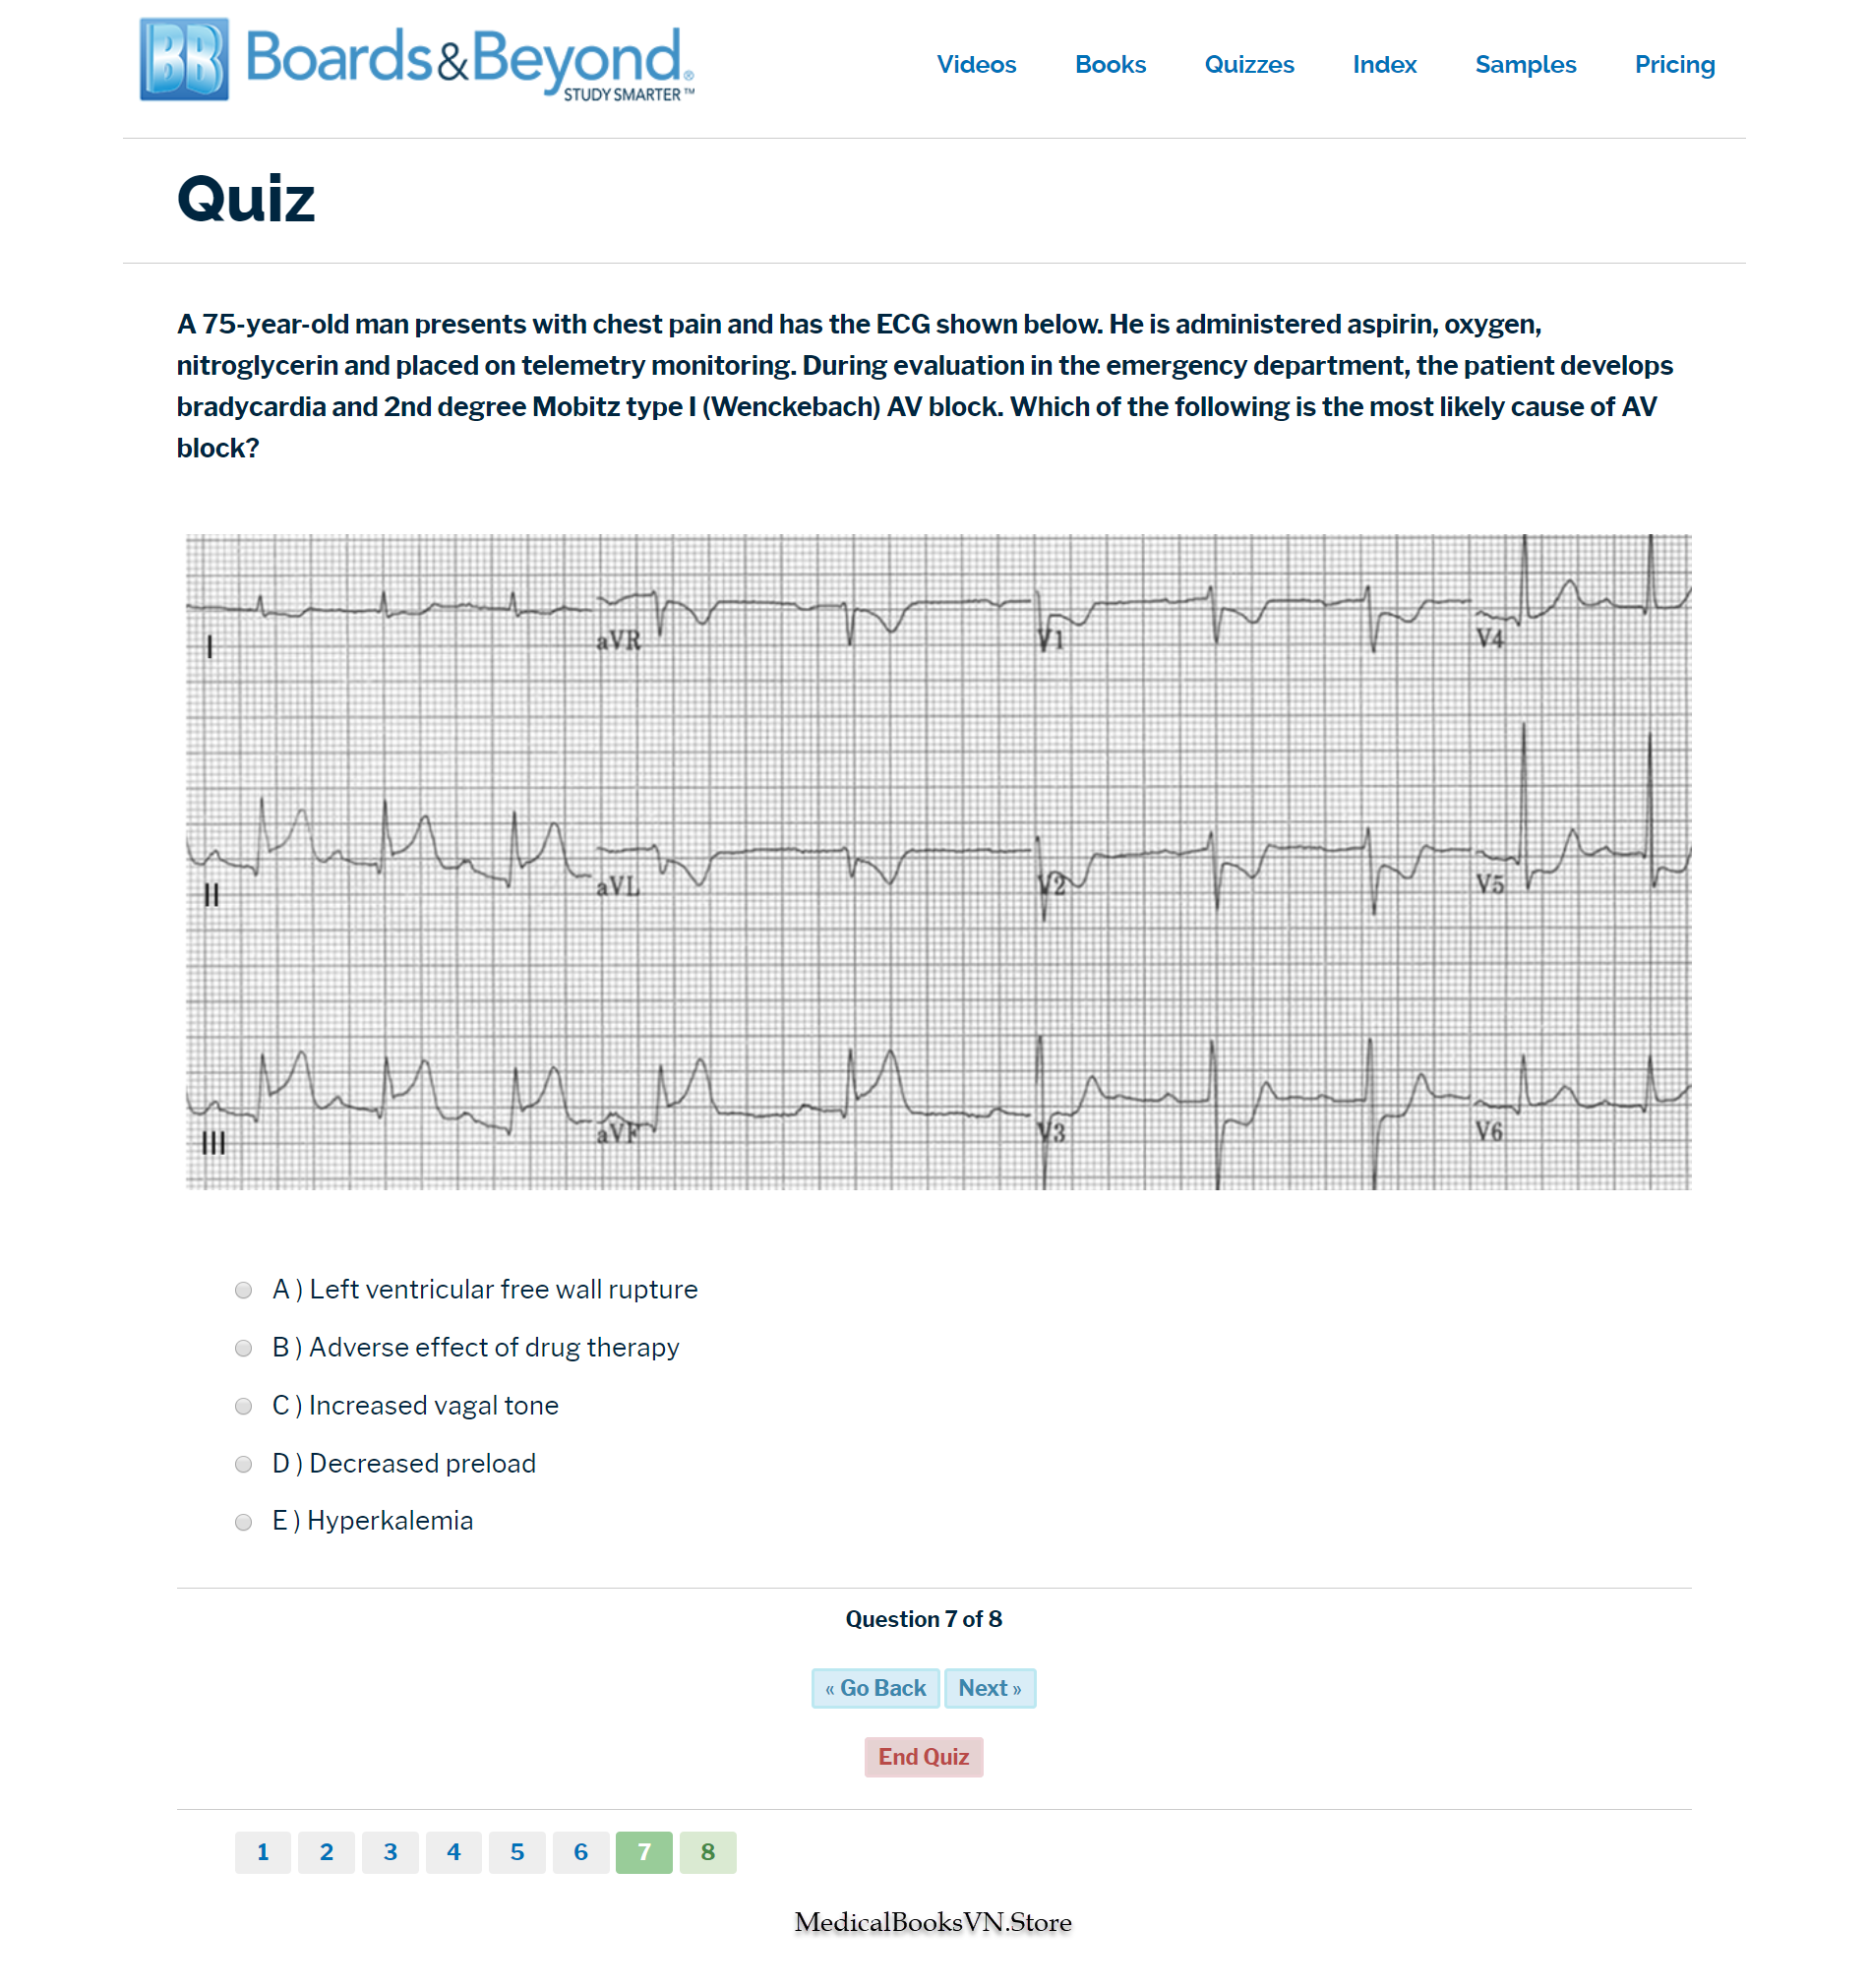 BB Boards&Beyond.®
STUDY SMARTER™
Videos Books Quizzes Index Samples Pricing
Quiz
A 75-year-old man presents with chest pain and has the ECG shown below. He is administered aspirin, oxygen,
nitroglycerin and placed on telemetry monitoring. During evaluation in the emergency department, the patient develops
bradycardia and 2nd degree Mobitz type I (Wenckebach) AV block. Which of the following is the most likely cause of AV
block?
I aVR V1 V4
II aVL V2 V5
III aVF V3 V6
A ) Left ventricular free wall rupture
B ) Adverse effect of drug therapy
C ) Increased vagal tone
D ) Decreased preload
E ) Hyperkalemia
Question 7 of 8
« Go Back Next »
End Quiz
1 2 3 4 5 6 7 8
MedicalBooksVN.Store